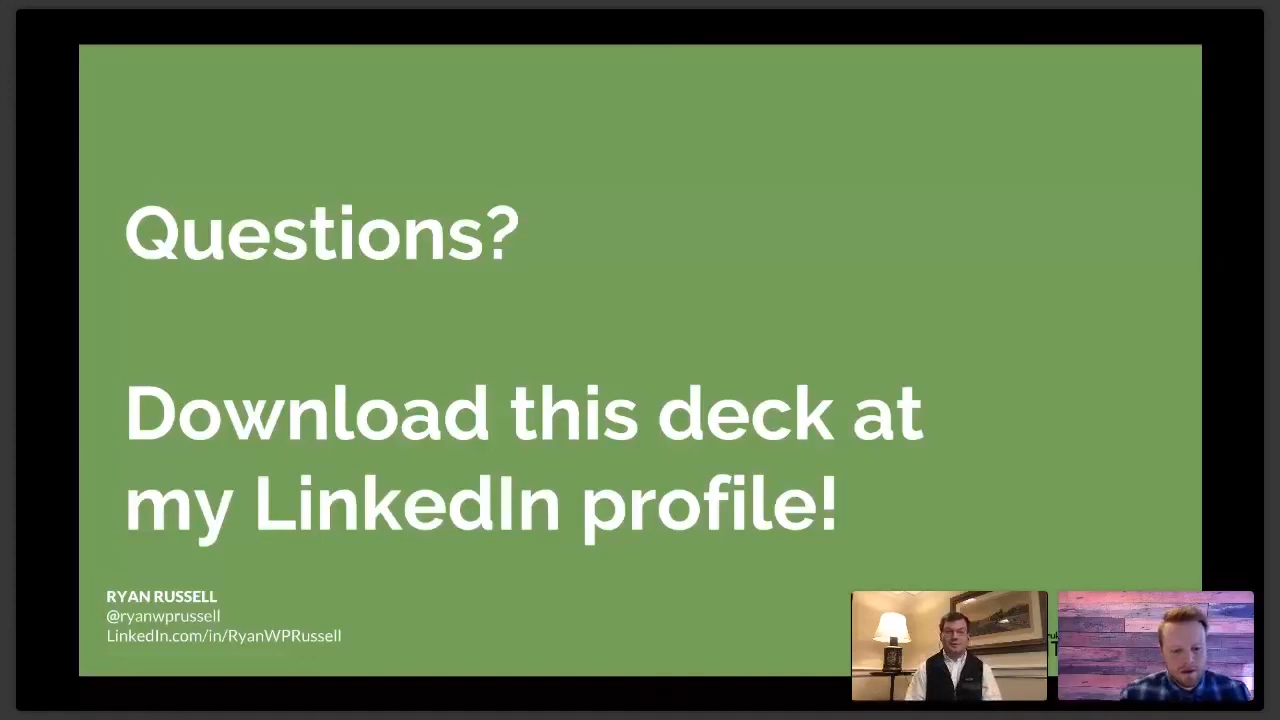 Questions?
Download this deck at
my LinkedIn profile!
RYAN RUSSELL
@ryanwprussell
LinkedIn.com/in/RyanWPRussell